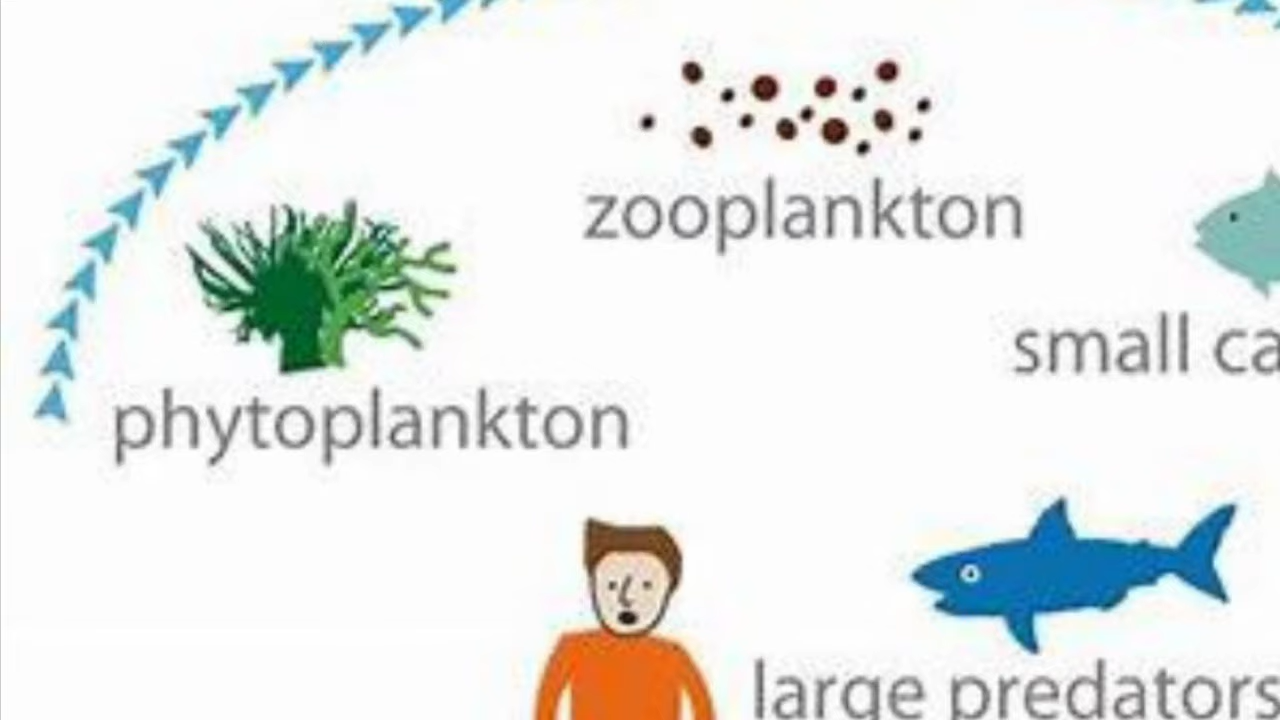 zooplankton
small ca
phytoplankton
large predators